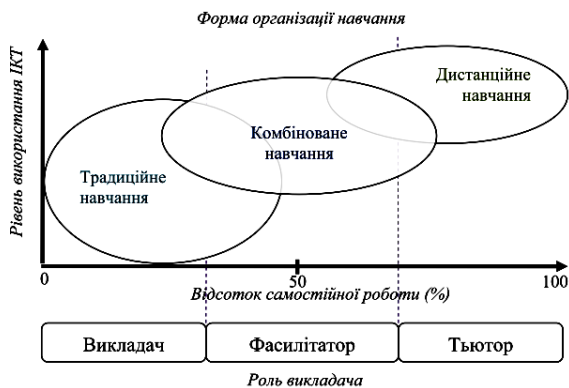 Форма організації навчання
Рівень використання ІКТ
Дистанційне
навчання
Комбіноване
навчання
Традиційне
навчання
0
50
100
Відсоток самостійної роботи (%)
Викладач
Фасилітатор
Тьютор
Роль викладача